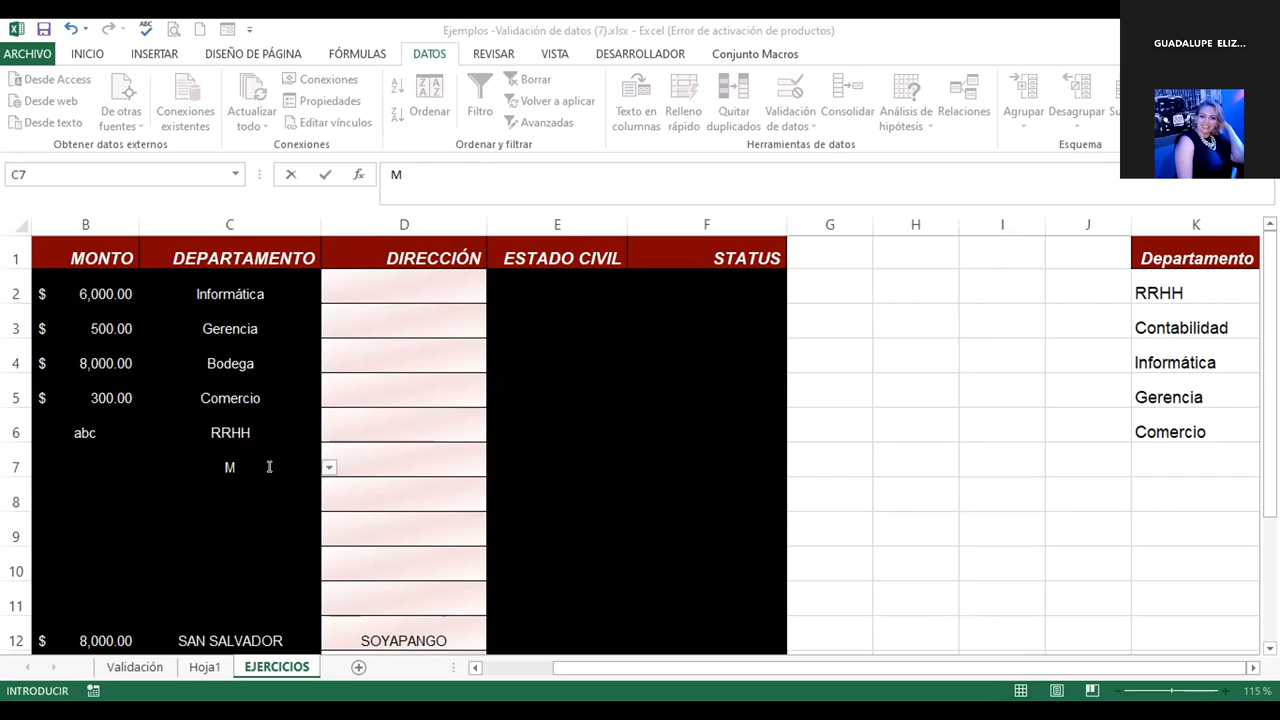 Ejemplos -Validación de datos (7).xlsx - Excel (Error de activación de productos)
GUADALUPE ELIZ...
ARCHIVO INICIO INSERTAR DISEÑO DE PÁGINA FÓRMULAS DATOS REVISAR VISTA DESARROLLADOR Conjunto Macros
Desde Access
Desde web
Desde texto
De otras fuentes
Conexiones existentes
Obtener datos externos
Actualizar todo
Conexiones
Propiedades
Editar vínculos
Conexiones
Ordenar
Filtro
Borrar
Volver a aplicar
Avanzadas
Ordenar y filtrar
Texto en columnas
Relleno rápido
Quitar duplicados
Validación de datos
Consolidar
Análisis de hipótesis
Relaciones
Herramientas de datos
Agrupar
Desagrupar
Su
Esquema
C7 fx M
B C D E F G H I J K
1 MONTO DEPARTAMENTO DIRECCIÓN ESTADO CIVIL STATUS Departamento
2 $ 6,000.00 Informática RRHH
3 $ 500.00 Gerencia Contabilidad
4 $ 8,000.00 Bodega Informática
5 $ 300.00 Comercio Gerencia
6 abc RRHH Comercio
7 M
8
9
10
11
12 $ 8,000.00 SAN SALVADOR SOYAPANGO
Validación Hoja1 EJERCICIOS
INTRODUCIR 115 %